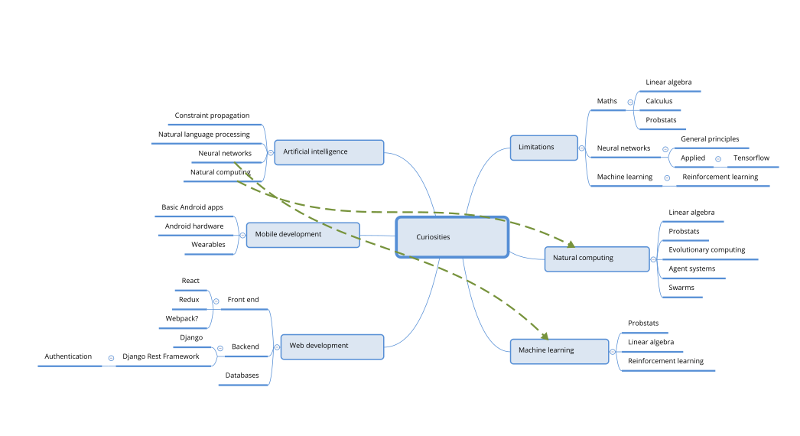 Curiosities
Artificial intelligence
Constraint propagation
Natural language processing
Neural networks
Natural computing
Mobile development
Basic Android apps
Android hardware
Wearables
Web development
Front end
React
Redux
Webpack?
Backend
Django
Django Rest Framework
Authentication
Databases
Limitations
Maths
Linear algebra
Calculus
Probstats
Neural networks
General principles
Applied
Tensorflow
Machine learning
Reinforcement learning
Natural computing
Linear algebra
Probstats
Evolutionary computing
Agent systems
Swarms
Machine learning
Probstats
Linear algebra
Reinforcement learning